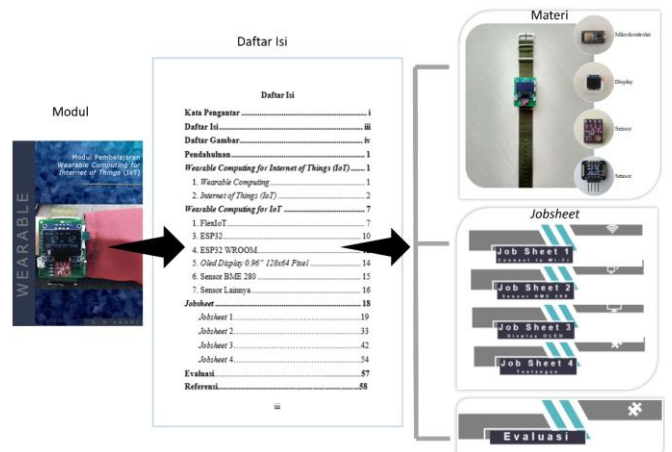 Modul
WEARABLE
Modul Pembelajaran
Wearable Computing for
Internet of Things (IoT)
Daftar Isi
Daftar Isi
Kata Pengantar ........ i
Daftar Isi ........ iii
Daftar Gambar ........ iv
Pendahuluan ........ 1
Wearable Computing for Internet of Things (IoT) ........ 1
1. Wearable Computing ........ 1
2. Internet of Things (IoT) ........ 2
Wearable Computing for IoT ........ 7
1. FlexIoT ........ 7
3. ESP32 ........ 10
4. ESP32 WROOM ........
5. Oled Display 0.96" 128x64 Pixel ........ 14
6. Sensor BME 280 ........ 15
7. Sensor Lainnya ........ 16
Jobsheet ........ 18
Jobsheet 1 ........ 19
Jobsheet 2 ........ 33
Jobsheet 3 ........ 42
Jobsheet 4 ........ 54
Evaluasi ........ 57
Referensi ........ 58
iii
Materi
Mikrokontroler
Display
Sensor
Sensor
Jobsheet
Job Sheet 1
Connect to Wi-Fi
Job Sheet 2
Sensor BME 280
Job Sheet 3
Display OLED
Job Sheet 4
Tantangan
Evaluasi